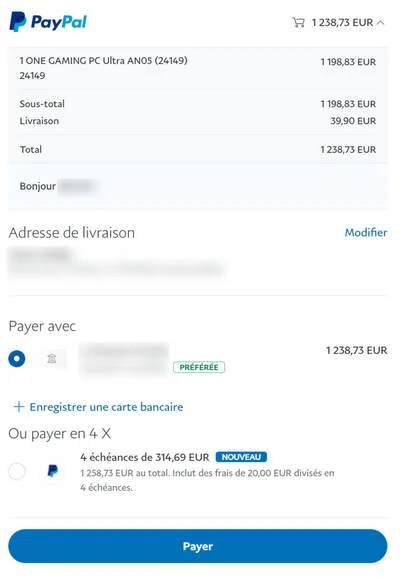 PayPal
1 238,73 EUR
1 ONE GAMING PC Ultra AN05 (24149)
1 198,83 EUR
24149
Sous-total
1 198,83 EUR
Livraison
39,90 EUR
Total
1 238,73 EUR
Bonjour
Adresse de livraison
Modifier
Payer avec
1 238,73 EUR
PRÉFÉRÉE
+ Enregistrer une carte bancaire
Ou payer en 4 X
4 échéances de 314,69 EUR NOUVEAU
1 258,73 EUR au total. Inclut des frais de 20,00 EUR divisés en
4 échéances.
Payer